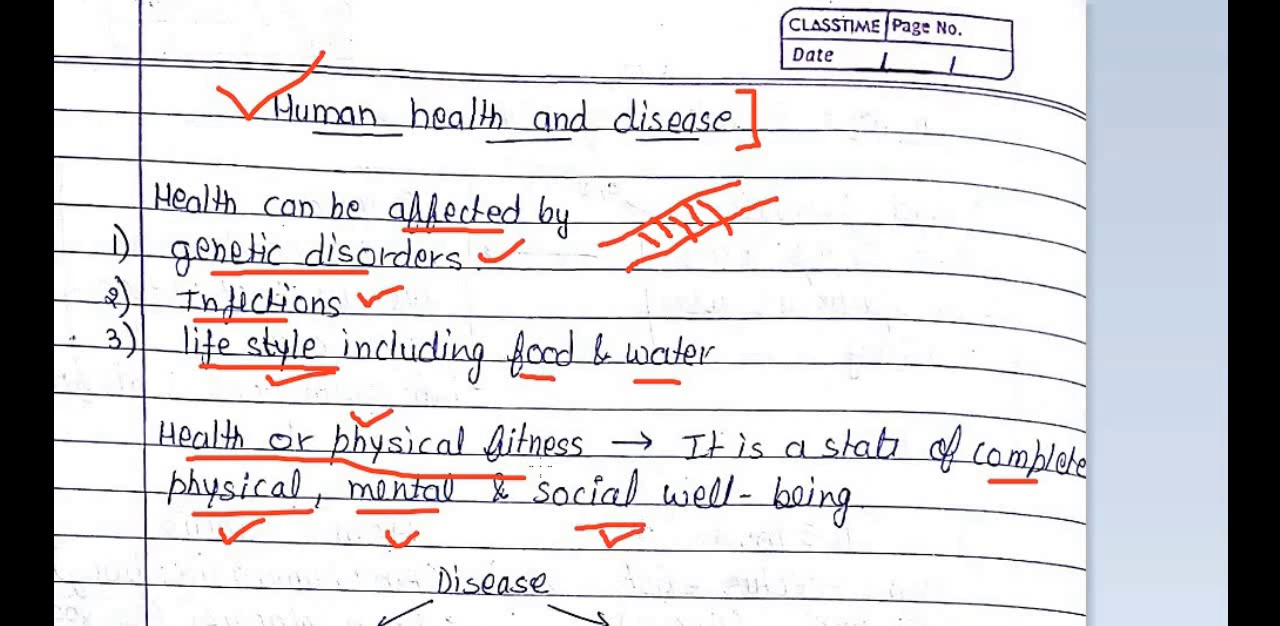 CLASSTIME Page No.
Date / /
Human health and disease
Health can be affected by
1) genetic disorders
2) Infections
3) life style including food & water
Health or physical fitness → It is a state of complete
physical, mental & social well-being
Disease